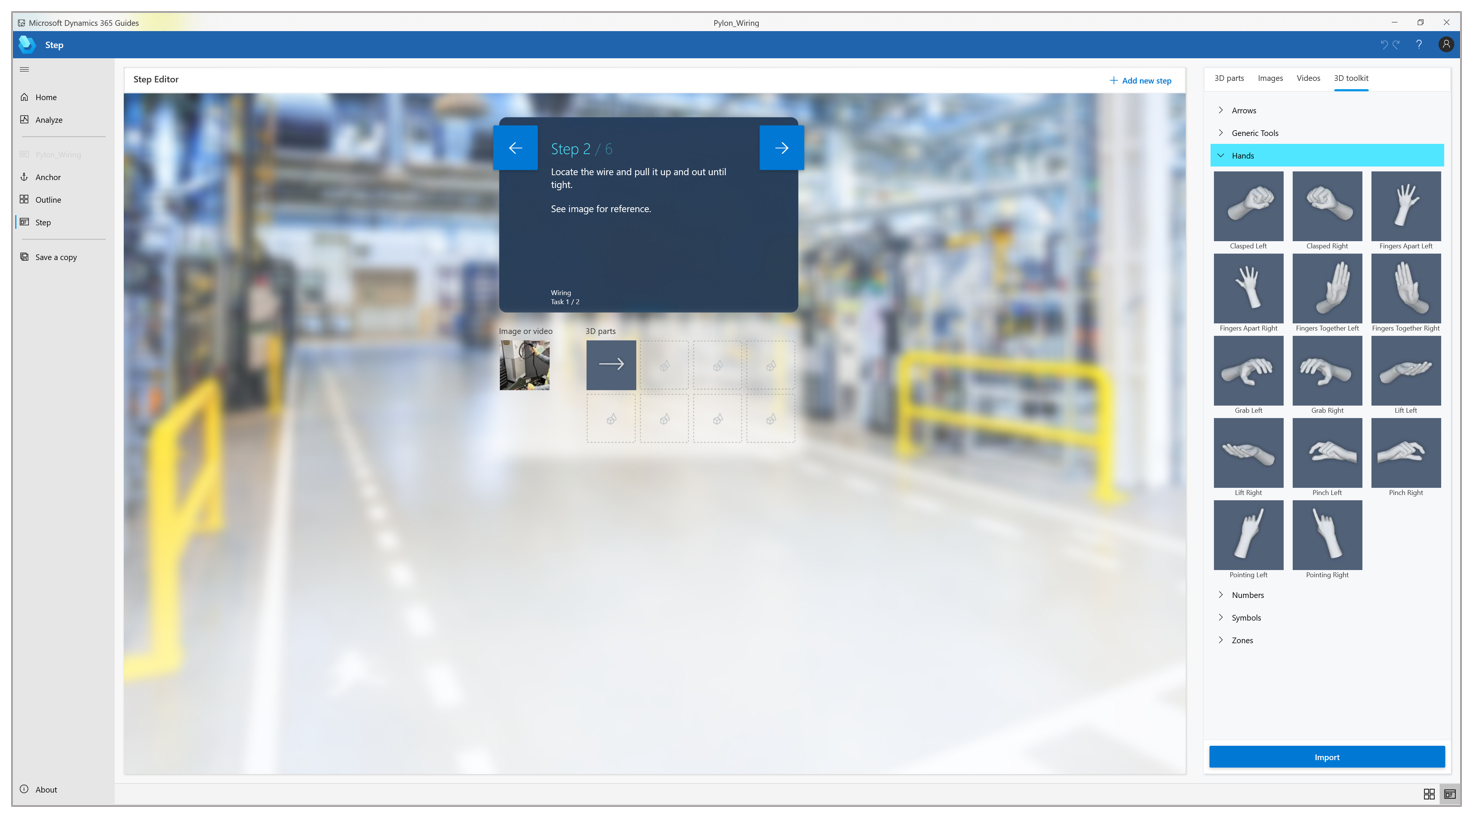 Microsoft Dynamics 365 Guides
Pylon_Wiring
Step
?
Home
Analyze
Pylon_Wiring
Anchor
Outline
Step
Save a copy
About
Step Editor
Add new step
Step 2 / 6
Locate the wire and pull it up and out until
tight.
See image for reference.
Wiring
Task 1 / 2
Image or video
3D parts
3D parts Images Videos 3D toolkit
Arrows
Generic Tools
Hands
Clasped Left Clasped Right Fingers Apart Left
Fingers Apart Right Fingers Together Left Fingers Together Right
Grab Left Grab Right Lift Left
Lift Right Pinch Left Pinch Right
Pointing Left Pointing Right
Numbers
Symbols
Zones
Import